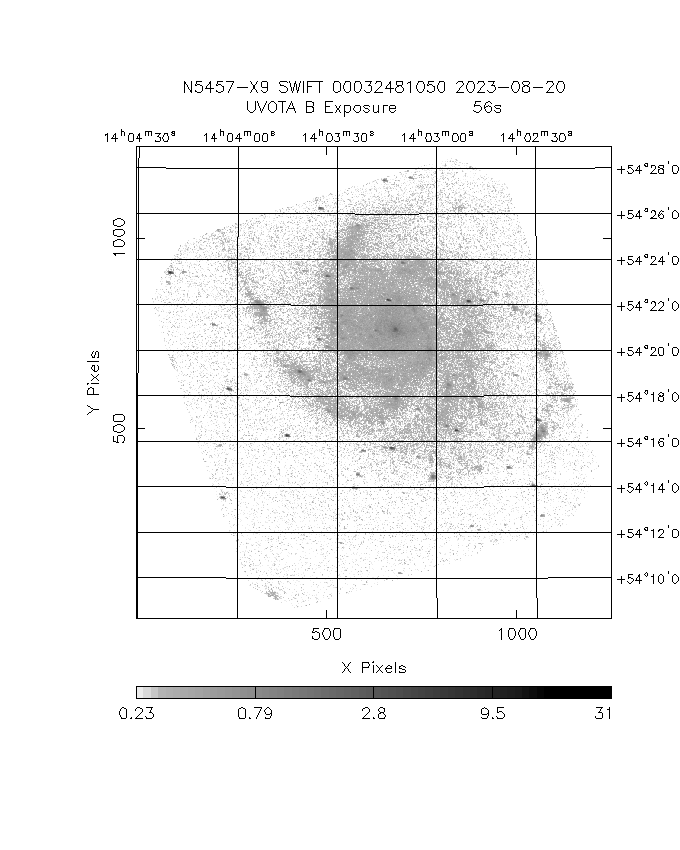 N5457-X9 SWIFT 00032481050 2023-08-20
UVOTA B Exposure 56s
14h04m30s 14h04m00s 14h03m30s 14h03m00s 14h02m30s
+54°28'0
+54°26'0
+54°24'0
+54°22'0
+54°20'0
+54°18'0
+54°16'0
+54°14'0
+54°12'0
+54°10'0
1000
500
Y Pixels
500 1000
X Pixels
0.23 0.79 2.8 9.5 31